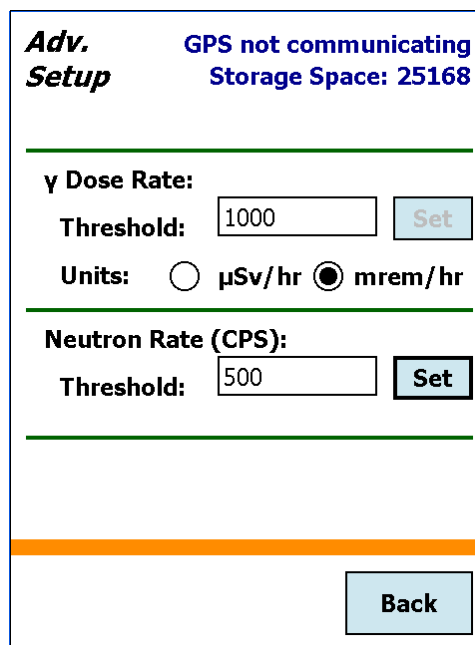 Adv. GPS not communicating
Setup Storage Space: 25168
γ Dose Rate:
Threshold: 1000 Set
Units: µSv/hr mrem/hr
Neutron Rate (CPS):
Threshold: 500 Set
Back